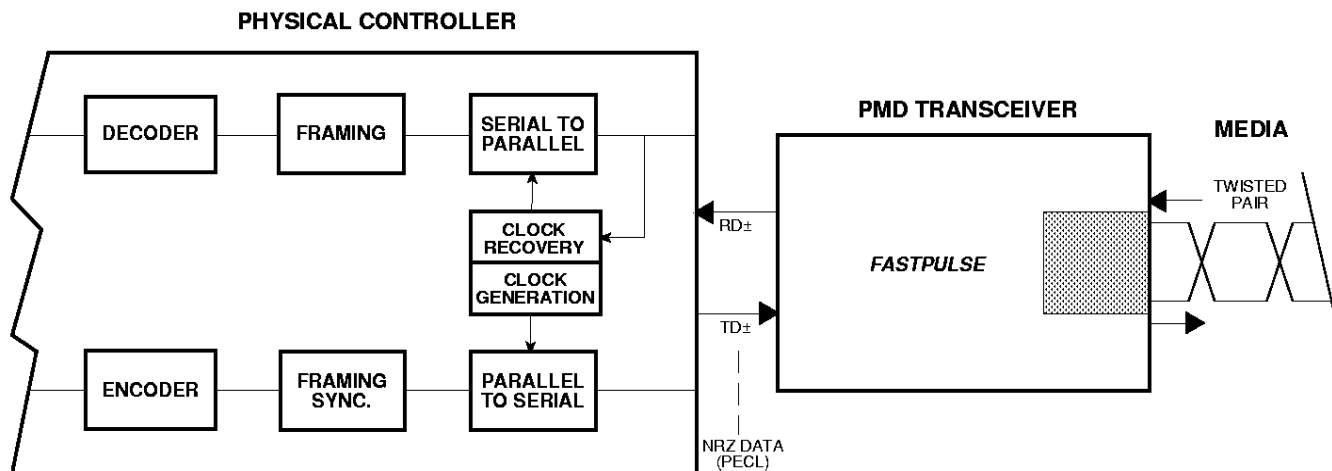 PHYSICAL CONTROLLER
DECODER
FRAMING
SERIAL TO
PARALLEL
CLOCK
RECOVERY
CLOCK
GENERATION
ENCODER
FRAMING
SYNC.
PARALLEL
TO SERIAL
RD±
TD±
NRZ DATA
(PECL)
PMD TRANSCEIVER
FASTPULSE
MEDIA
TWISTED
PAIR